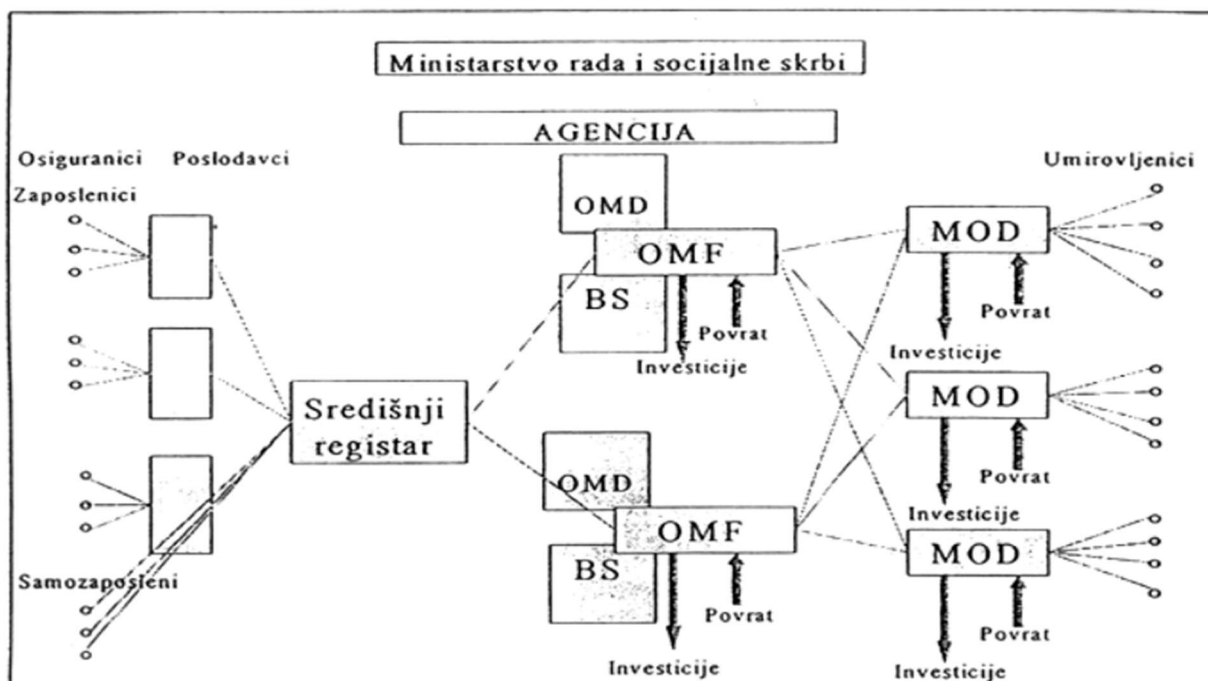 Ministarstvo rada i socijalne skrbi
AGENCIJA
Osiguranici Poslodavci
Umirovljenici
Zaposlenici
OMD
OMF
BS
Povrat
Investicije
MOD
Povrat
Investicije
MOD
Povrat
Investicije
Središnji
registar
OMD
OMF
BS
Povrat
Investicije
MOD
Povrat
Investicije
Samozaposleni